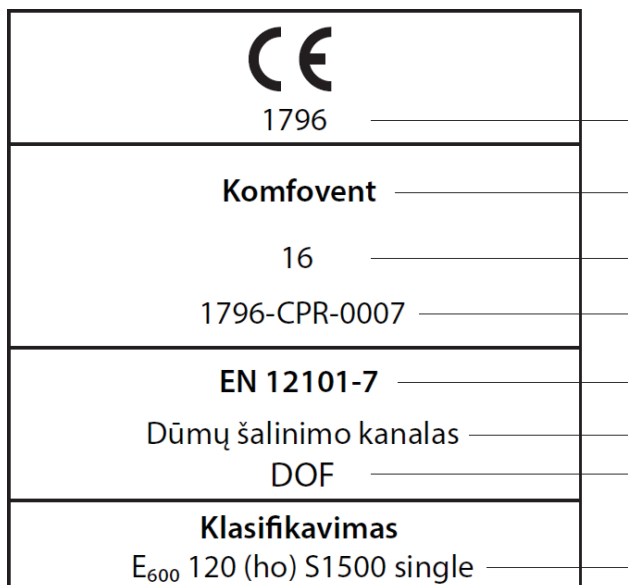 CE
1796
Komfovent
16
1796-CPR-0007
EN 12101-7
Dūmų šalinimo kanalas
DOF
Klasifikavimas
E₆₀₀ 120 (ho) S1500 single